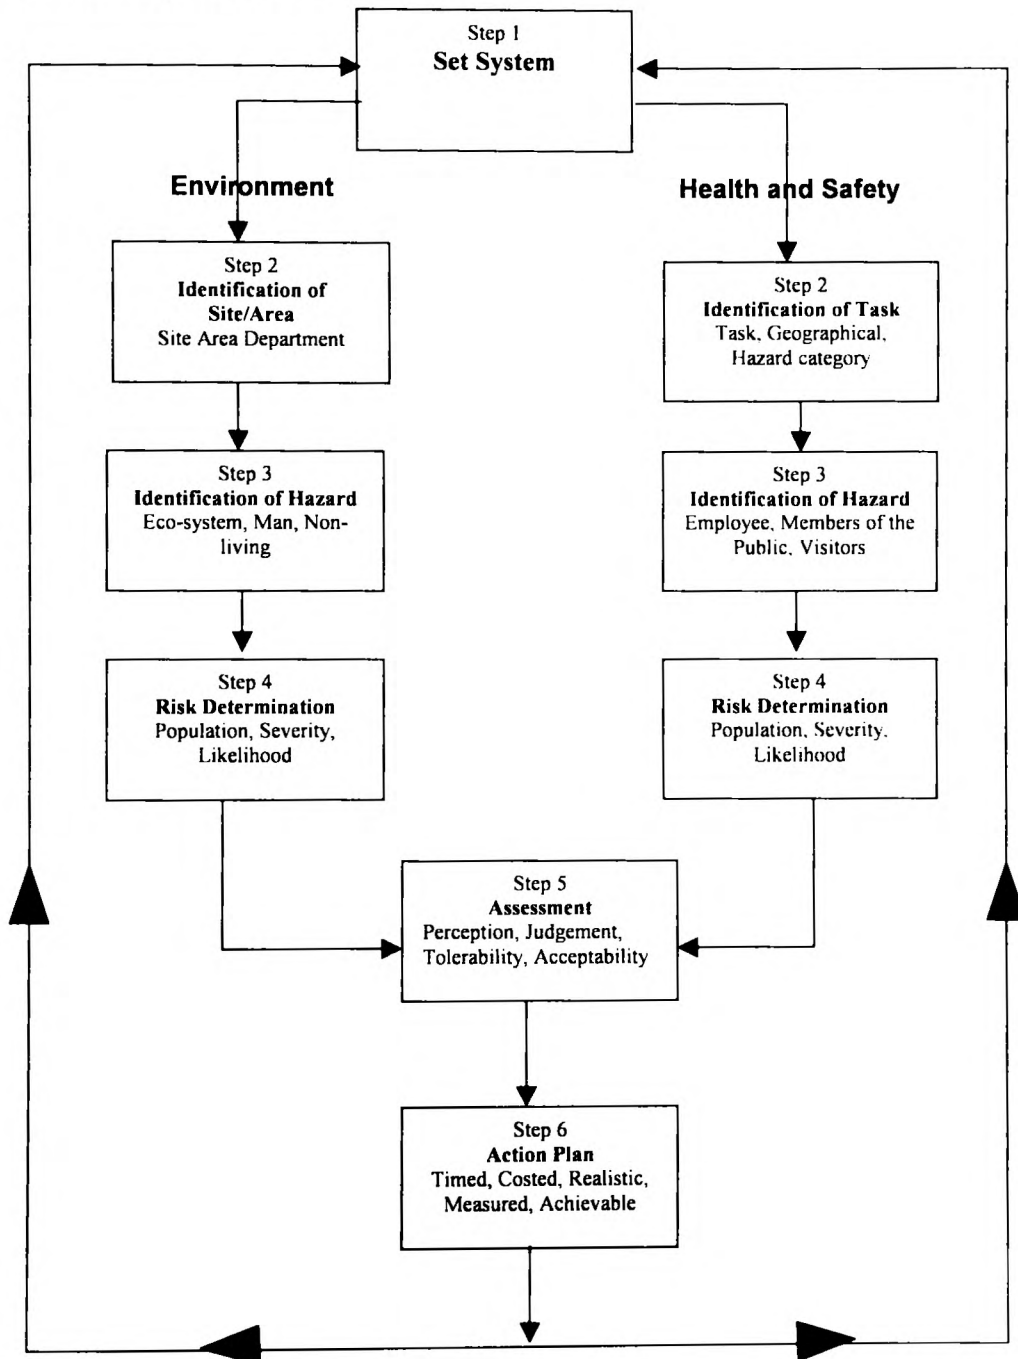 Step 1
Set System
Environment
Health and Safety
Step 2
Identification of
Site/Area
Site Area Department
Step 2
Identification of Task
Task, Geographical,
Hazard category
Step 3
Identification of Hazard
Eco-system, Man, Non-
living
Step 3
Identification of Hazard
Employee, Members of the
Public, Visitors
Step 4
Risk Determination
Population, Severity,
Likelihood
Step 4
Risk Determination
Population, Severity,
Likelihood
Step 5
Assessment
Perception, Judgement,
Tolerability, Acceptability
Step 6
Action Plan
Timed, Costed, Realistic,
Measured, Achievable